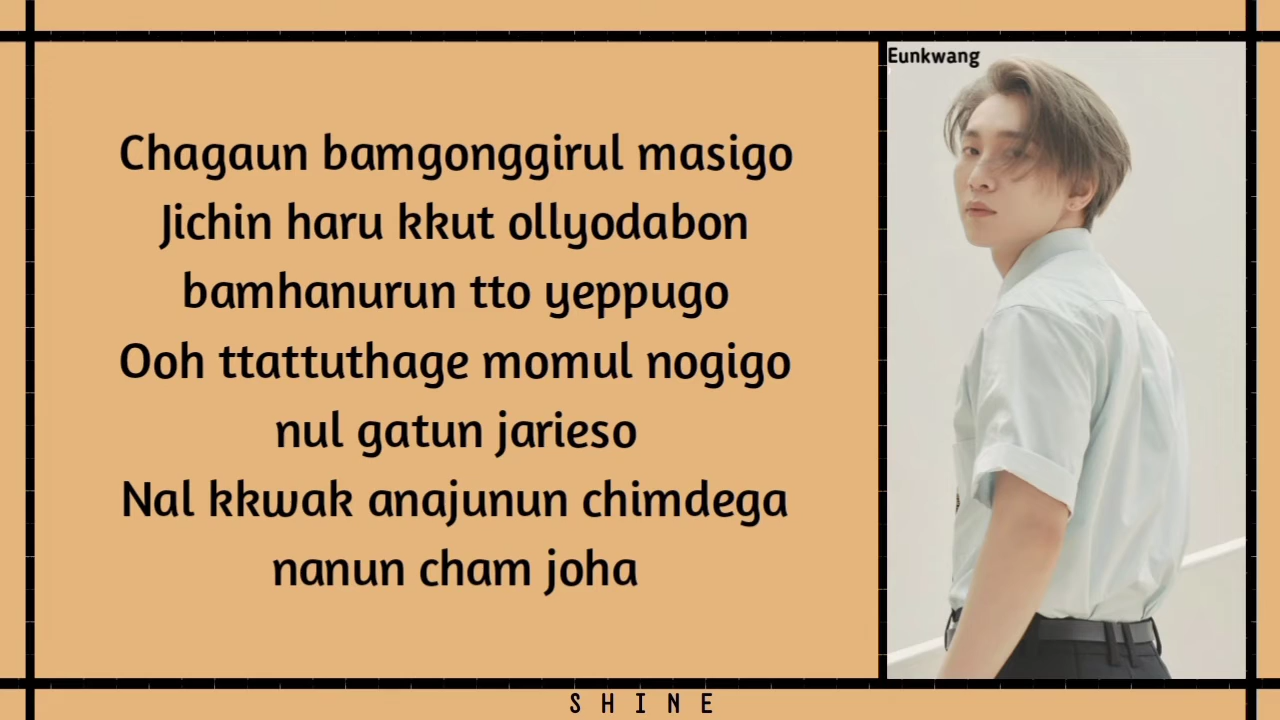 Eunkwang
Chagaun bamgonggirul masigo
Jichin haru kkut ollyodabon
bamhanurun tto yeppugo
Ooh ttattuthage momul nogigo
nul gatun jarieso
Nal kkwak anajunun chimdega
nanun cham joha
SHINE